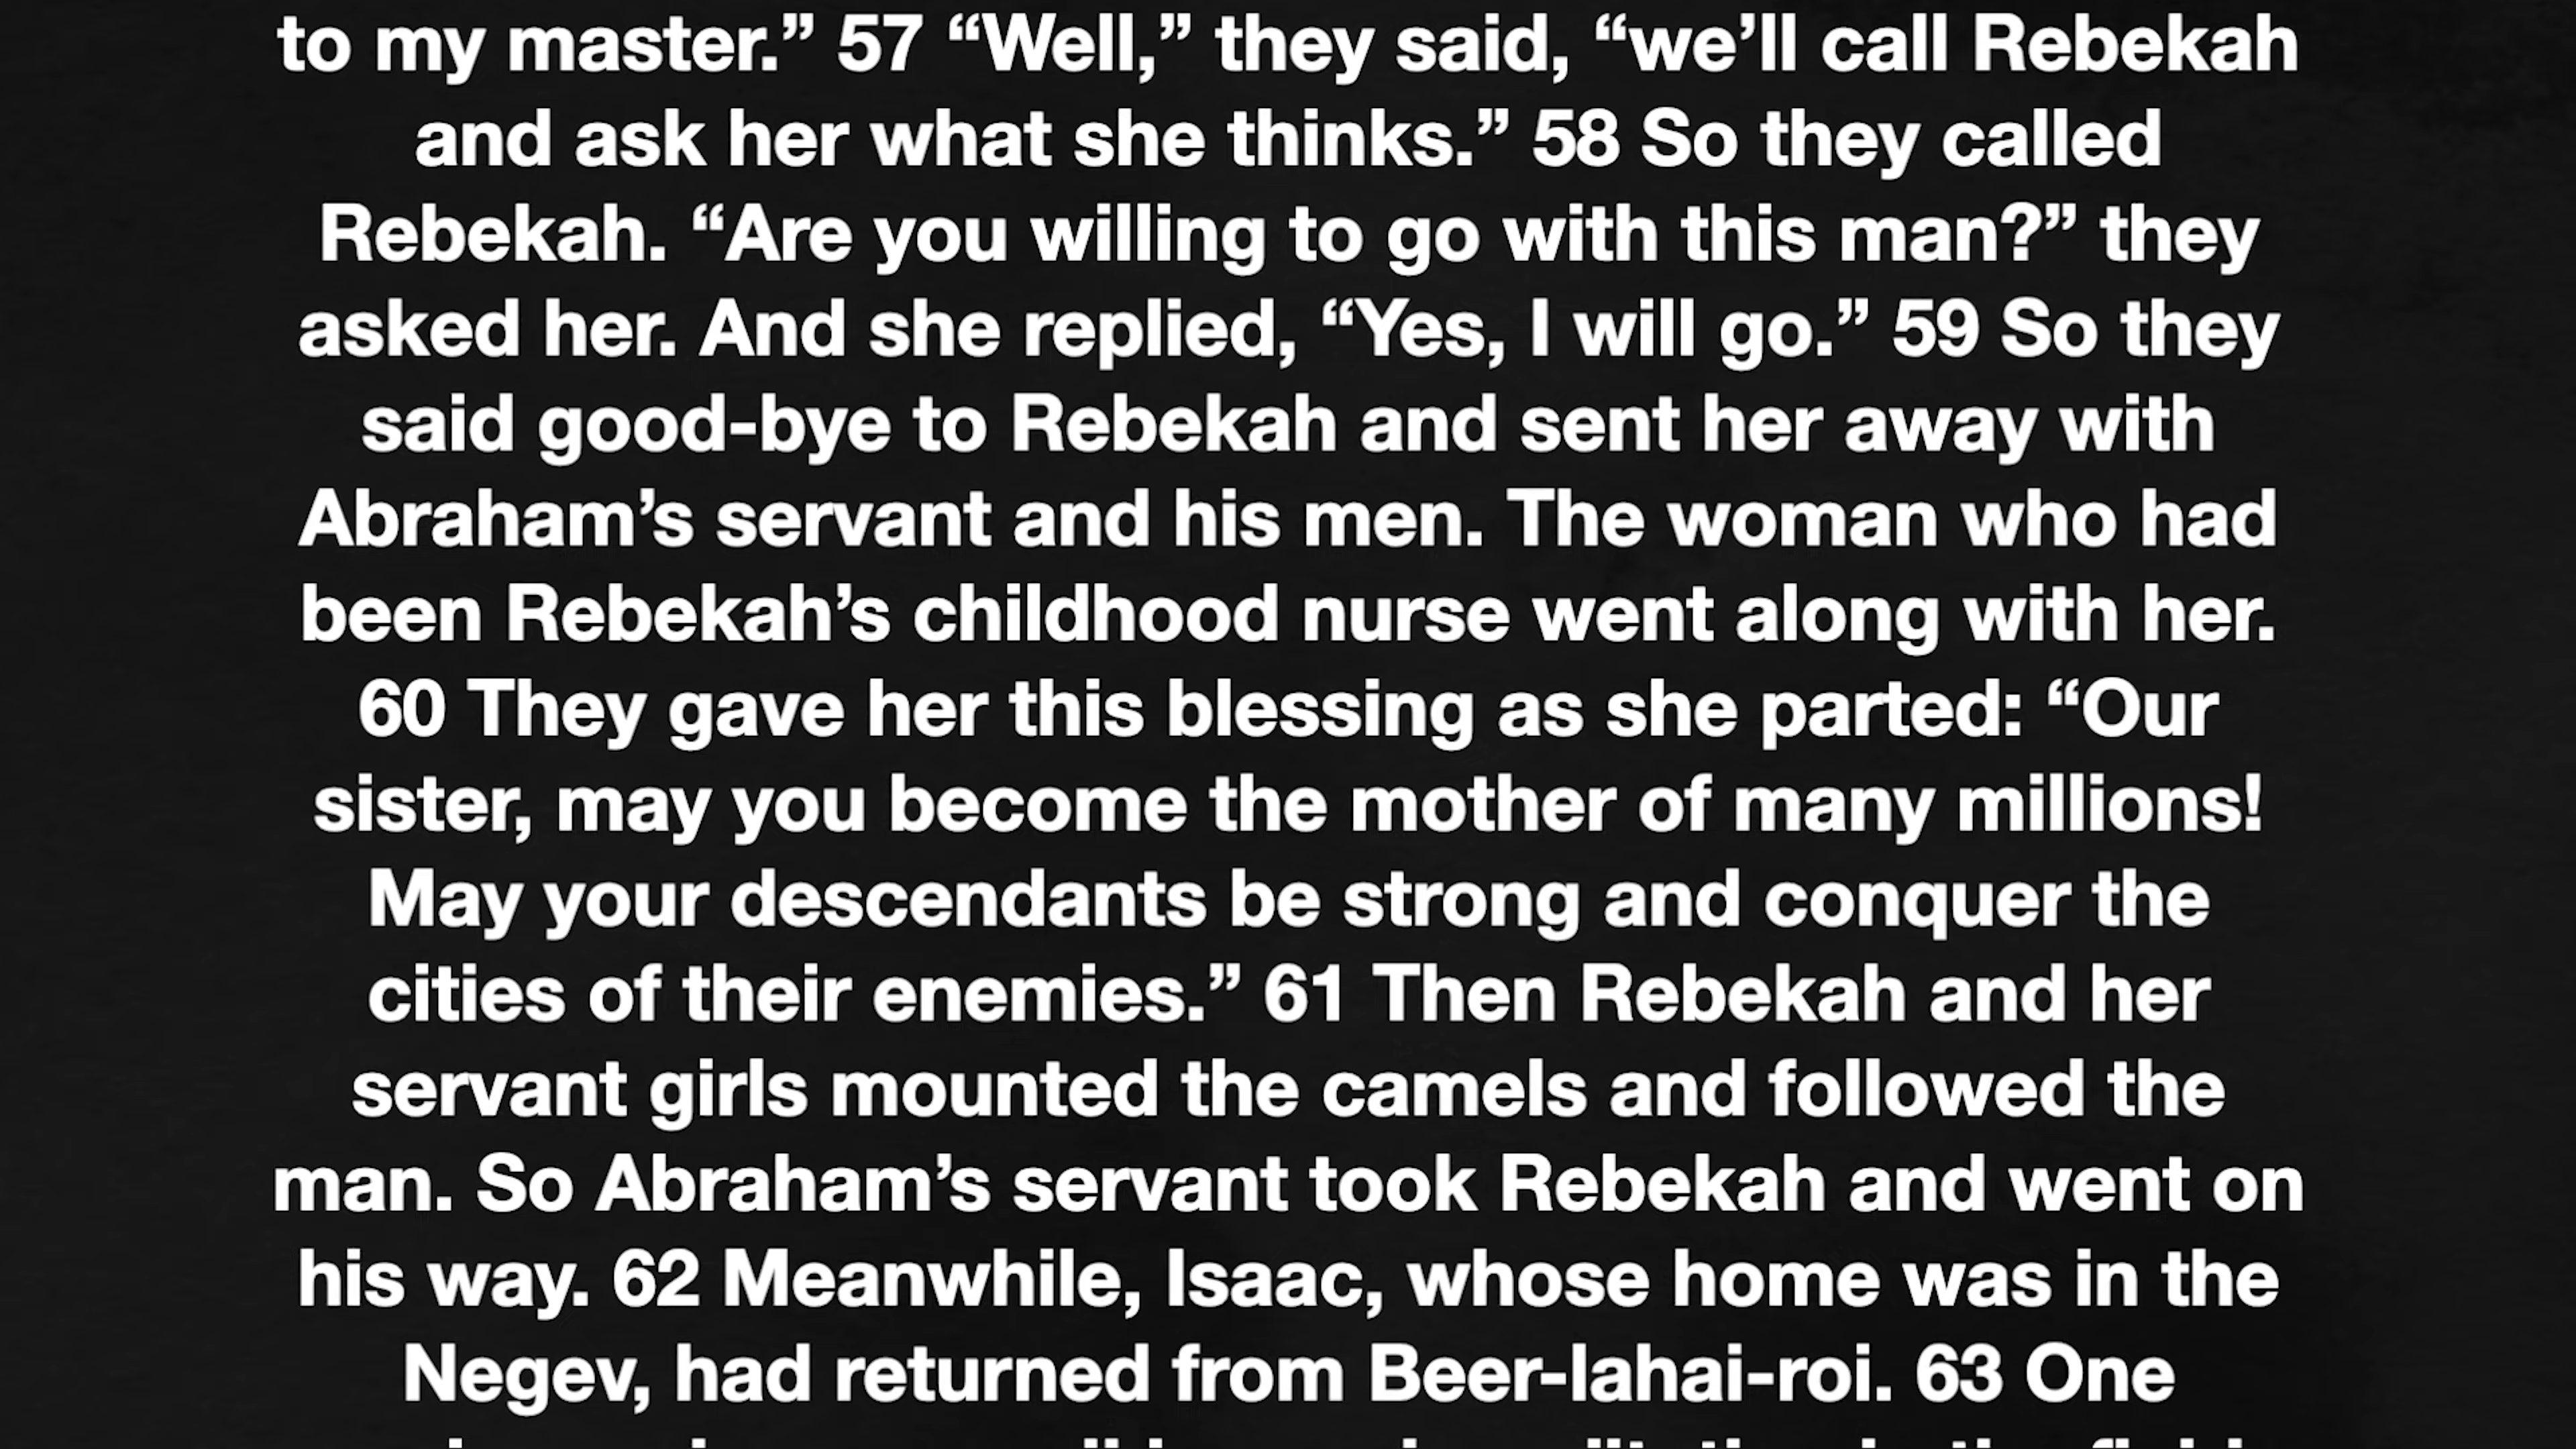 to my master.” 57 “Well,” they said, “we’ll call Rebekah
and ask her what she thinks.” 58 So they called
Rebekah. “Are you willing to go with this man?” they
asked her. And she replied, “Yes, I will go.” 59 So they
said good-bye to Rebekah and sent her away with
Abraham’s servant and his men. The woman who had
been Rebekah’s childhood nurse went along with her.
60 They gave her this blessing as she parted: “Our
sister, may you become the mother of many millions!
May your descendants be strong and conquer the
cities of their enemies.” 61 Then Rebekah and her
servant girls mounted the camels and followed the
man. So Abraham’s servant took Rebekah and went on
his way. 62 Meanwhile, Isaac, whose home was in the
Negev, had returned from Beer-lahai-roi. 63 One